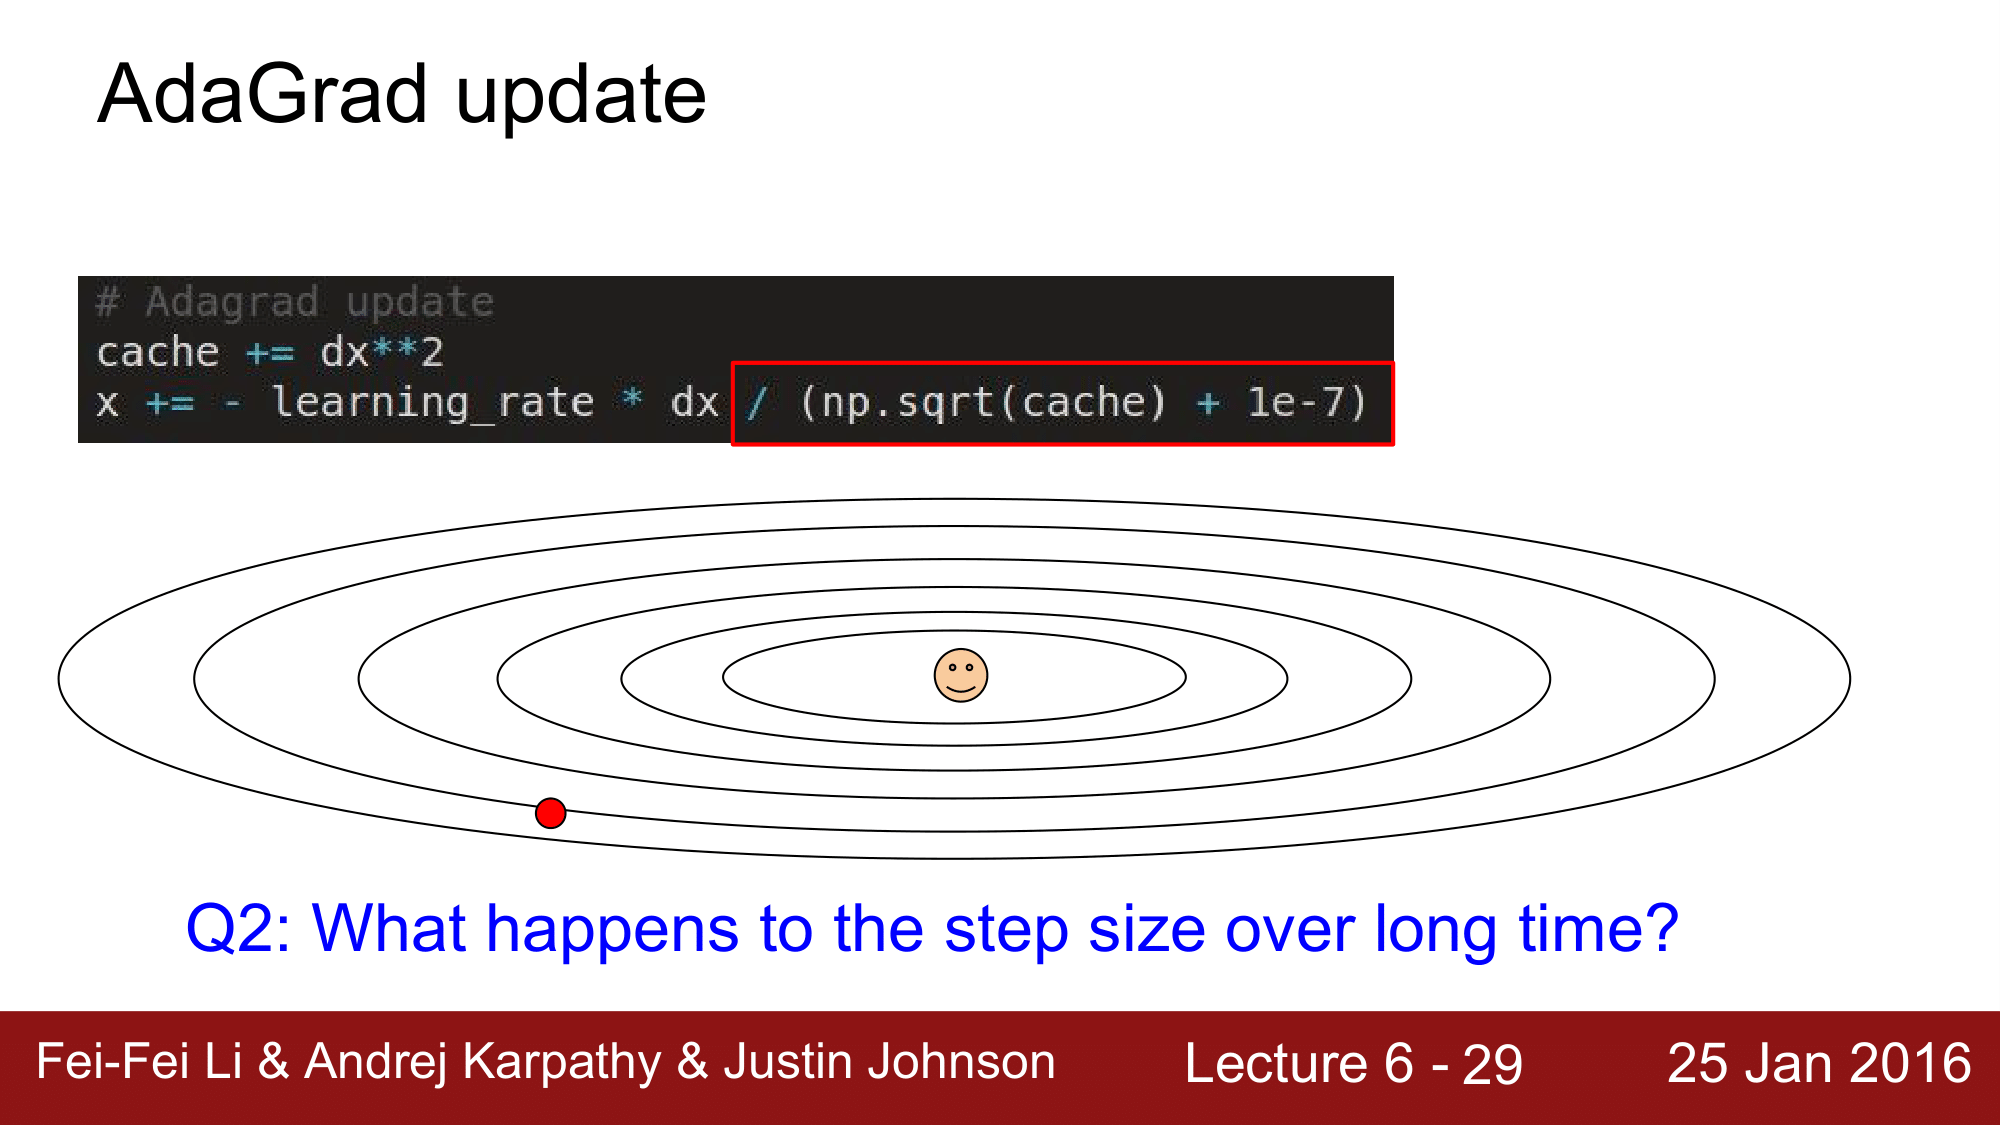 AdaGrad update
# Adagrad update
cache += dx**2
x += - learning_rate * dx / (np.sqrt(cache) + 1e-7)
Q2: What happens to the step size over long time?
Fei-Fei Li & Andrej Karpathy & Justin Johnson
Lecture 6 - 29
25 Jan 2016